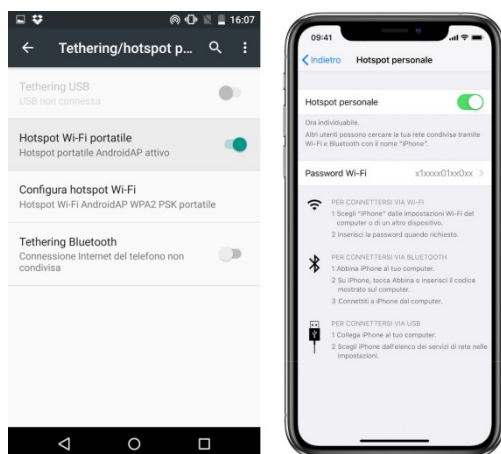 16:07
Tethering/hotspot p...
Tethering USB
USB non connessa
Hotspot Wi-Fi portatile
Hotspot portatile AndroidAP attivo
Configura hotspot Wi-Fi
Hotspot Wi-Fi AndroidAP WPA2 PSK portatile
Tethering Bluetooth
Connessione Internet del telefono non
condivisa
09:41
Indietro
Hotspot personale
Hotspot personale
Ora individuabile.
Altri utenti possono cercare la tua rete condivisa tramite
Wi-Fi e Bluetooth con il nome "iPhone".
Password Wi-Fi
x1xxxx01xx0xx
PER CONNETTERSI VIA WI-FI
1 Scegli "iPhone" dalle impostazioni Wi-Fi del
computer o di un altro dispositivo.
2 Inserisci la password quando richiesto.
PER CONNETTERSI VIA BLUETOOTH
1 Abbina iPhone al tuo computer.
2 Su iPhone, tocca Abbina o inserisci il codice
mostrato sul computer.
3 Connettiti a iPhone dal computer.
PER CONNETTERSI VIA USB
1 Collega iPhone al tuo computer.
2 Scegli iPhone dall'elenco dei servizi di rete nelle
impostazioni.